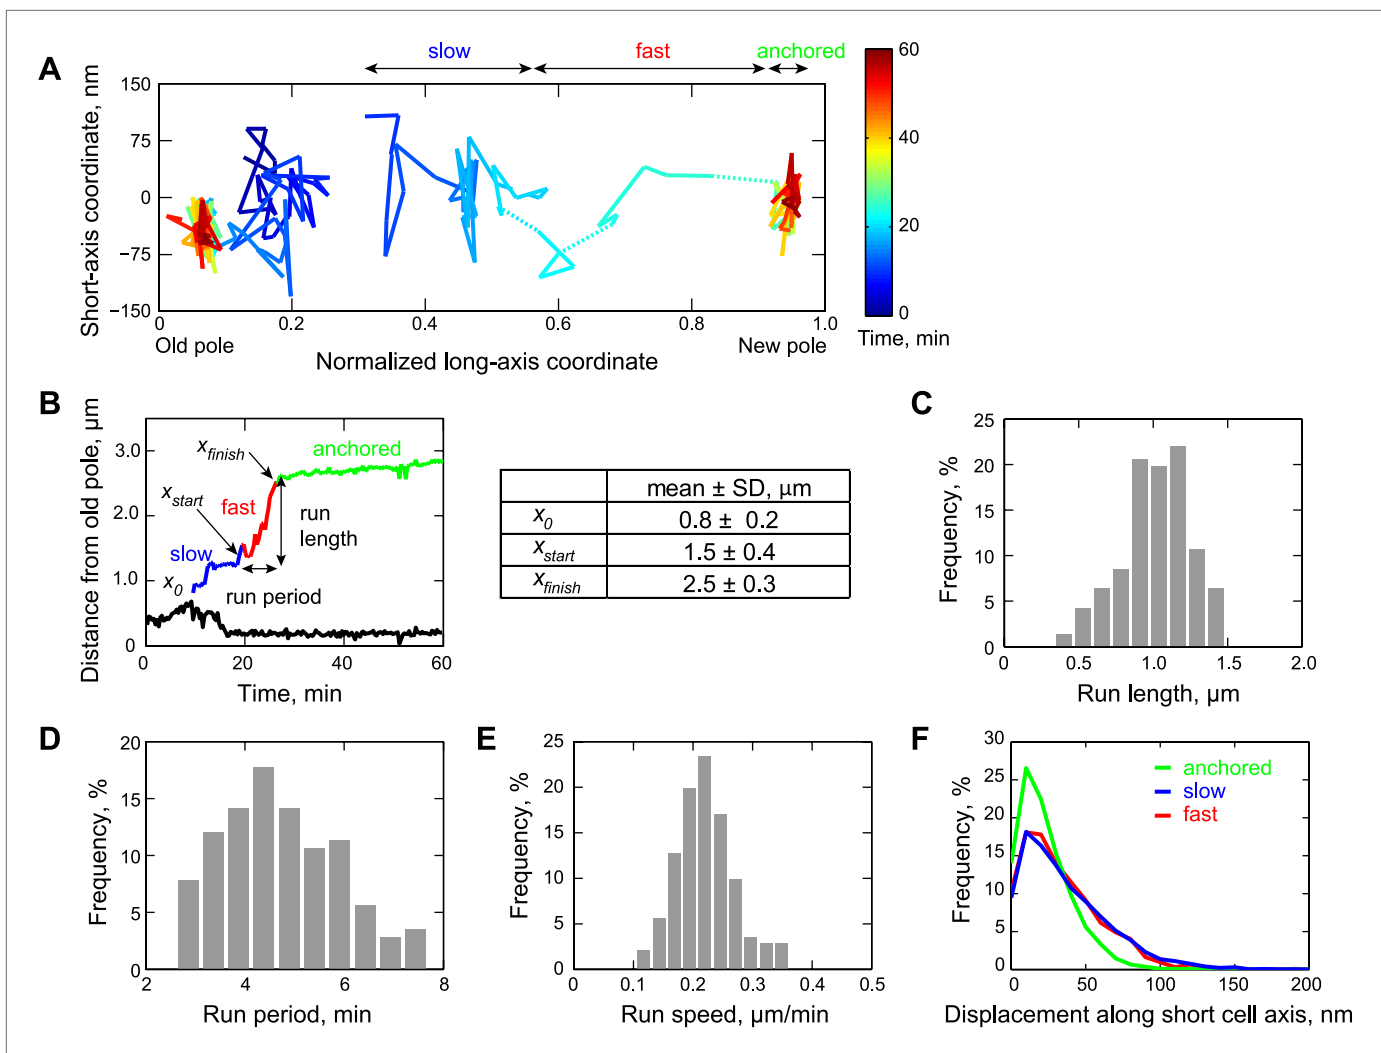 A
slow fast anchored
Short-axis coordinate, nm
150
75
0
−75
−150
0 0.2 0.4 0.6 0.8 1.0
Old pole New pole
Normalized long-axis coordinate
60
40
20
0
Time, min
B
Distance from old pole, µm
3.0
2.0
1.0
0
x_finish
anchored
x_start
fast
run
length
slow
x_0
run period
0 20 40 60
Time, min
mean ± SD, µm
x_0 0.8 ± 0.2
x_start 1.5 ± 0.4
x_finish 2.5 ± 0.3
C
Frequency, %
25
20
15
10
5
0
0 0.5 1.0 1.5 2.0
Run length, µm
D
Frequency, %
20
15
10
5
0
2 4 6 8
Run period, min
E
Frequency, %
25
20
15
10
5
0
0 0.1 0.2 0.3 0.4 0.5
Run speed, µm/min
F
Frequency, %
30
25
20
15
10
5
0
anchored
slow
fast
0 50 100 150 200
Displacement along short cell axis, nm